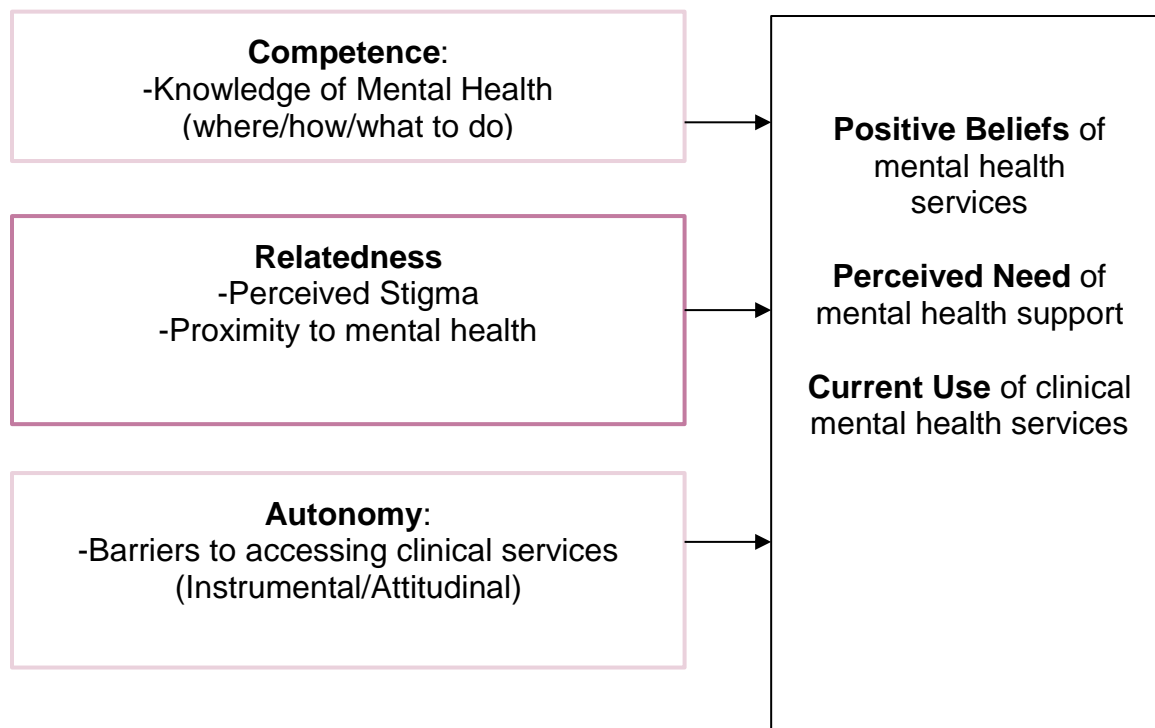 Competence:
-Knowledge of Mental Health
(where/how/what to do)
Relatedness
-Perceived Stigma
-Proximity to mental health
Autonomy:
-Barriers to accessing clinical services
(Instrumental/Attitudinal)
Positive Beliefs of
mental health
services
Perceived Need of
mental health support
Current Use of clinical
mental health services